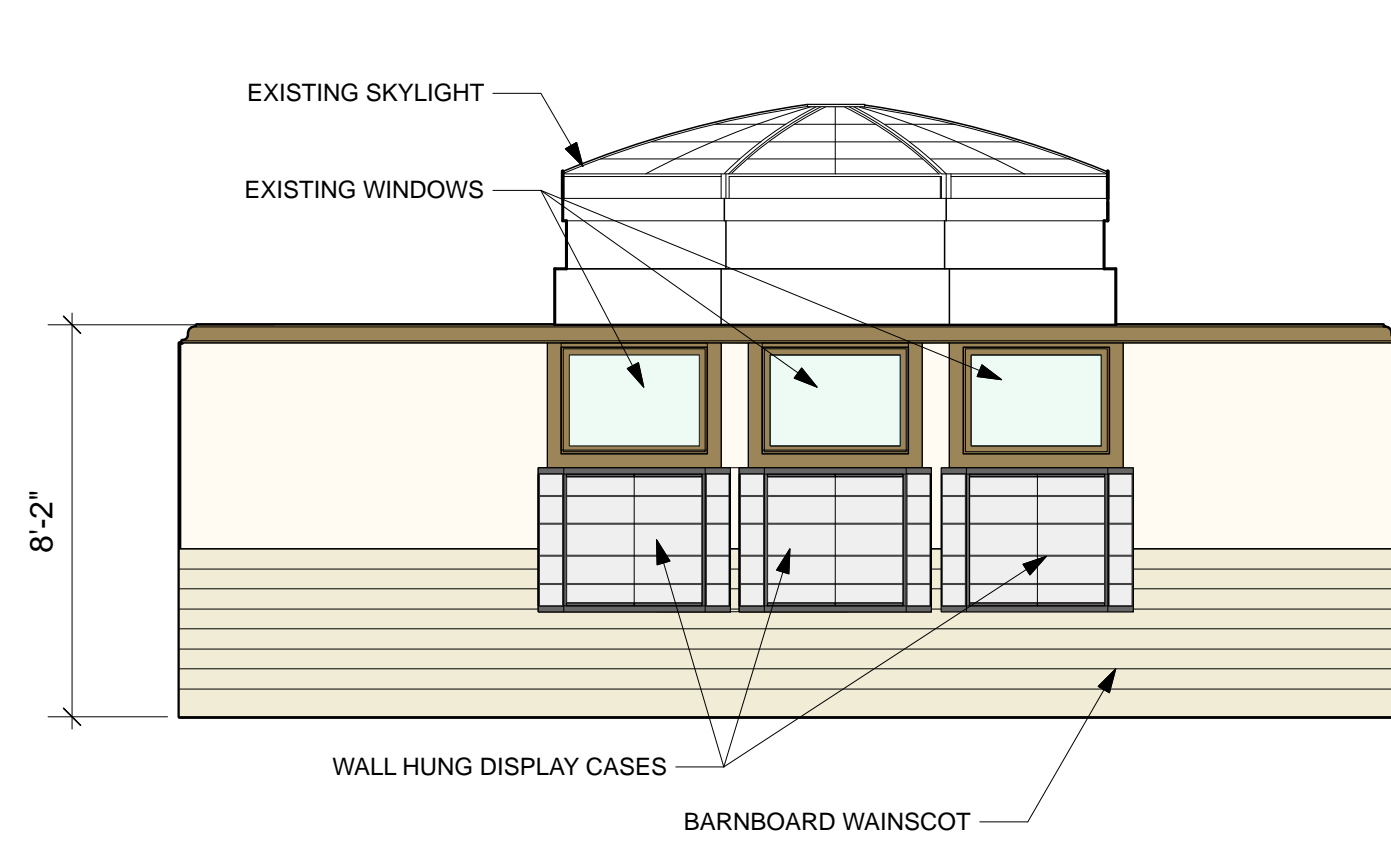 EXISTING SKYLIGHT
EXISTING WINDOWS
8'-2"
WALL HUNG DISPLAY CASES
BARNBOARD WAINSCOT